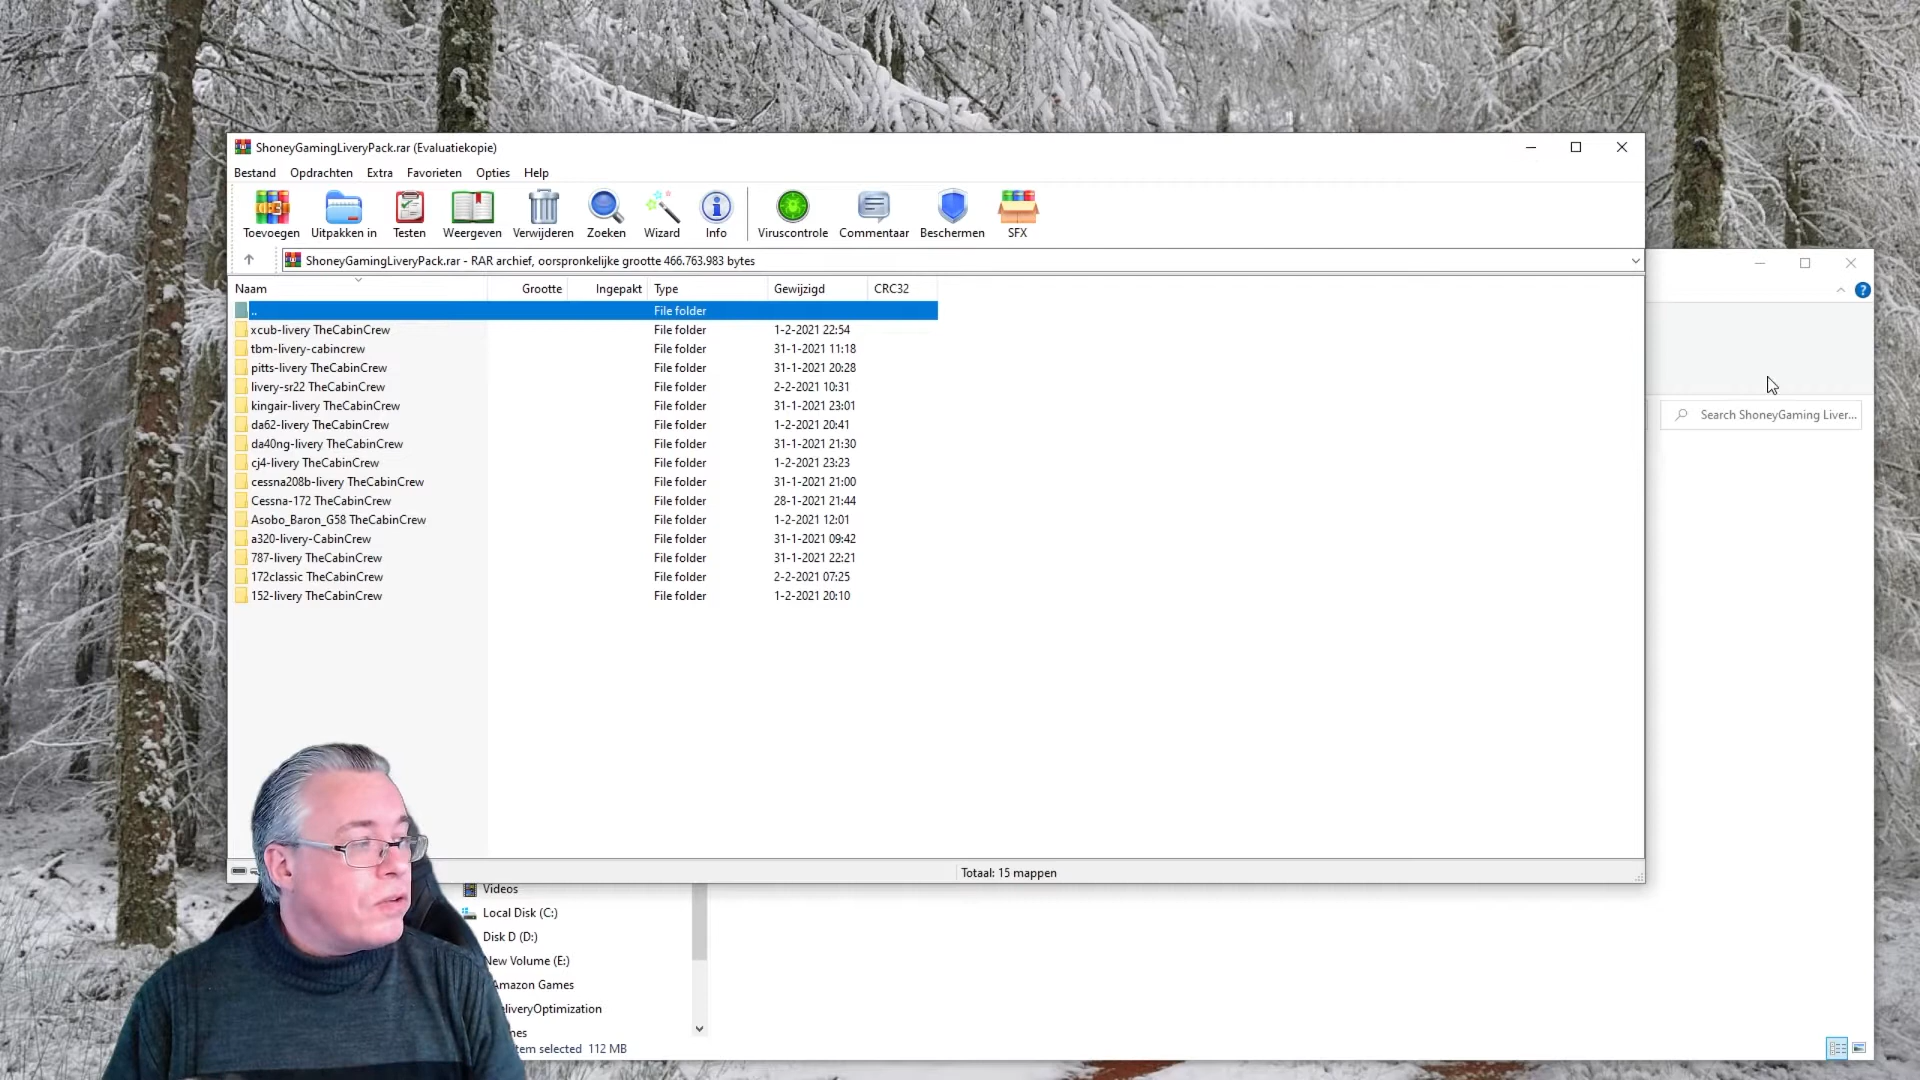 ShoneyGamingLiveryPack.rar (Evaluatiekopie)
Bestand Opdrachten Extra Favorieten Opties Help
Toevoegen Uitpakken in Testen Weergeven Verwijderen Zoeken Wizard Info Viruscontrole Commentaar Beschermen SFX
ShoneyGamingLiveryPack.rar - RAR archief, oorspronkelijke grootte 466.763.983 bytes
Naam Grootte Ingepakt Type Gewijzigd CRC32
.. File folder
xcub-livery TheCabinCrew File folder 1-2-2021 22:54
tbm-livery-cabincrew File folder 31-1-2021 11:18
pitts-livery TheCabinCrew File folder 31-1-2021 20:28
livery-sr22 TheCabinCrew File folder 2-2-2021 10:31
kingair-livery TheCabinCrew File folder 31-1-2021 23:01
da62-livery TheCabinCrew File folder 1-2-2021 20:41
da40ng-livery TheCabinCrew File folder 31-1-2021 21:30
cj4-livery TheCabinCrew File folder 1-2-2021 23:23
cessna208b-livery TheCabinCrew File folder 31-1-2021 21:00
Cessna-172 TheCabinCrew File folder 28-1-2021 21:44
Asobo_Baron_G58 TheCabinCrew File folder 1-2-2021 12:01
a320-livery-CabinCrew File folder 31-1-2021 09:42
787-livery TheCabinCrew File folder 31-1-2021 22:21
172classic TheCabinCrew File folder 2-2-2021 07:25
152-livery TheCabinCrew File folder 1-2-2021 20:10
Totaal: 15 mappen
Search ShoneyGaming Liver...
Videos
Local Disk (C:)
Disk D (D:)
New Volume (E:)
Amazon Games
eliveryOptimization
mes
tem selected 112 MB